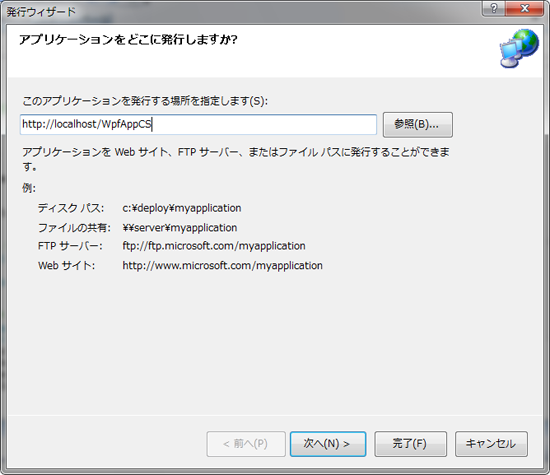 発行ウィザード
アプリケーションをどこに発行しますか?
このアプリケーションを発行する場所を指定します(S):
http://localhost/WpfAppCS
参照(B)...
アプリケーションを Web サイト、FTP サーバー、またはファイル パスに発行することができま
す。
例:
ディスク パス: c:¥deploy¥myapplication
ファイルの共有: ¥¥server¥myapplication
FTP サーバー: ftp://ftp.microsoft.com/myapplication
Web サイト: http://www.microsoft.com/myapplication
< 前へ(P) 次へ(N) > 完了(F) キャンセル